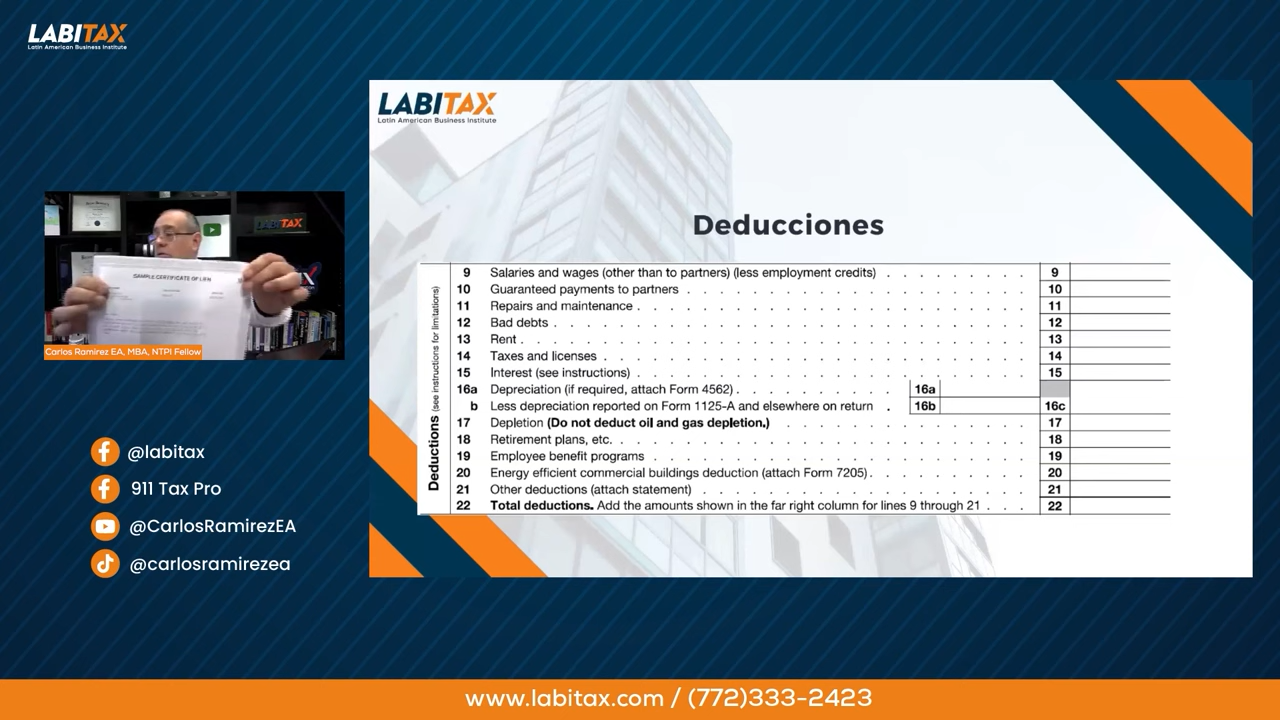 LABITAX
Latin American Business Institute
LABITAX
Latin American Business Institute
Deducciones
Deductions (see instructions for limitations)
9 Salaries and wages (other than to partners) (less employment credits) . . . . . . . 9
10 Guaranteed payments to partners . . . . . . . . . . . . . . . . . . . . 10
11 Repairs and maintenance . . . . . . . . . . . . . . . . . . . . . . . 11
12 Bad debts . . . . . . . . . . . . . . . . . . . . . . . . . . . 12
13 Rent . . . . . . . . . . . . . . . . . . . . . . . . . . . . . 13
14 Taxes and licenses . . . . . . . . . . . . . . . . . . . . . . . . . 14
15 Interest (see instructions) . . . . . . . . . . . . . . . . . . . . . . . 15
16a Depreciation (if required, attach Form 4562) . . . . . . . . 16a
b Less depreciation reported on Form 1125-A and elsewhere on return . 16b 16c
17 Depletion (Do not deduct oil and gas depletion.) . . . . . . . . . . . . . . 17
18 Retirement plans, etc. . . . . . . . . . . . . . . . . . . . . . . . . 18
19 Employee benefit programs . . . . . . . . . . . . . . . . . . . . . . 19
20 Energy efficient commercial buildings deduction (attach Form 7205) . . . . . . . . 20
21 Other deductions (attach statement) . . . . . . . . . . . . . . . . . . . 21
22 Total deductions. Add the amounts shown in the far right column for lines 9 through 21 . . . 22
LABITAX
SAMPLE CERTIFICATE OF LIEN
Carlos Ramirez EA, MBA, NTPI Fellow
@labitax
911 Tax Pro
@CarlosRamirezEA
@carlosramirezea
www.labitax.com / (772)333-2423